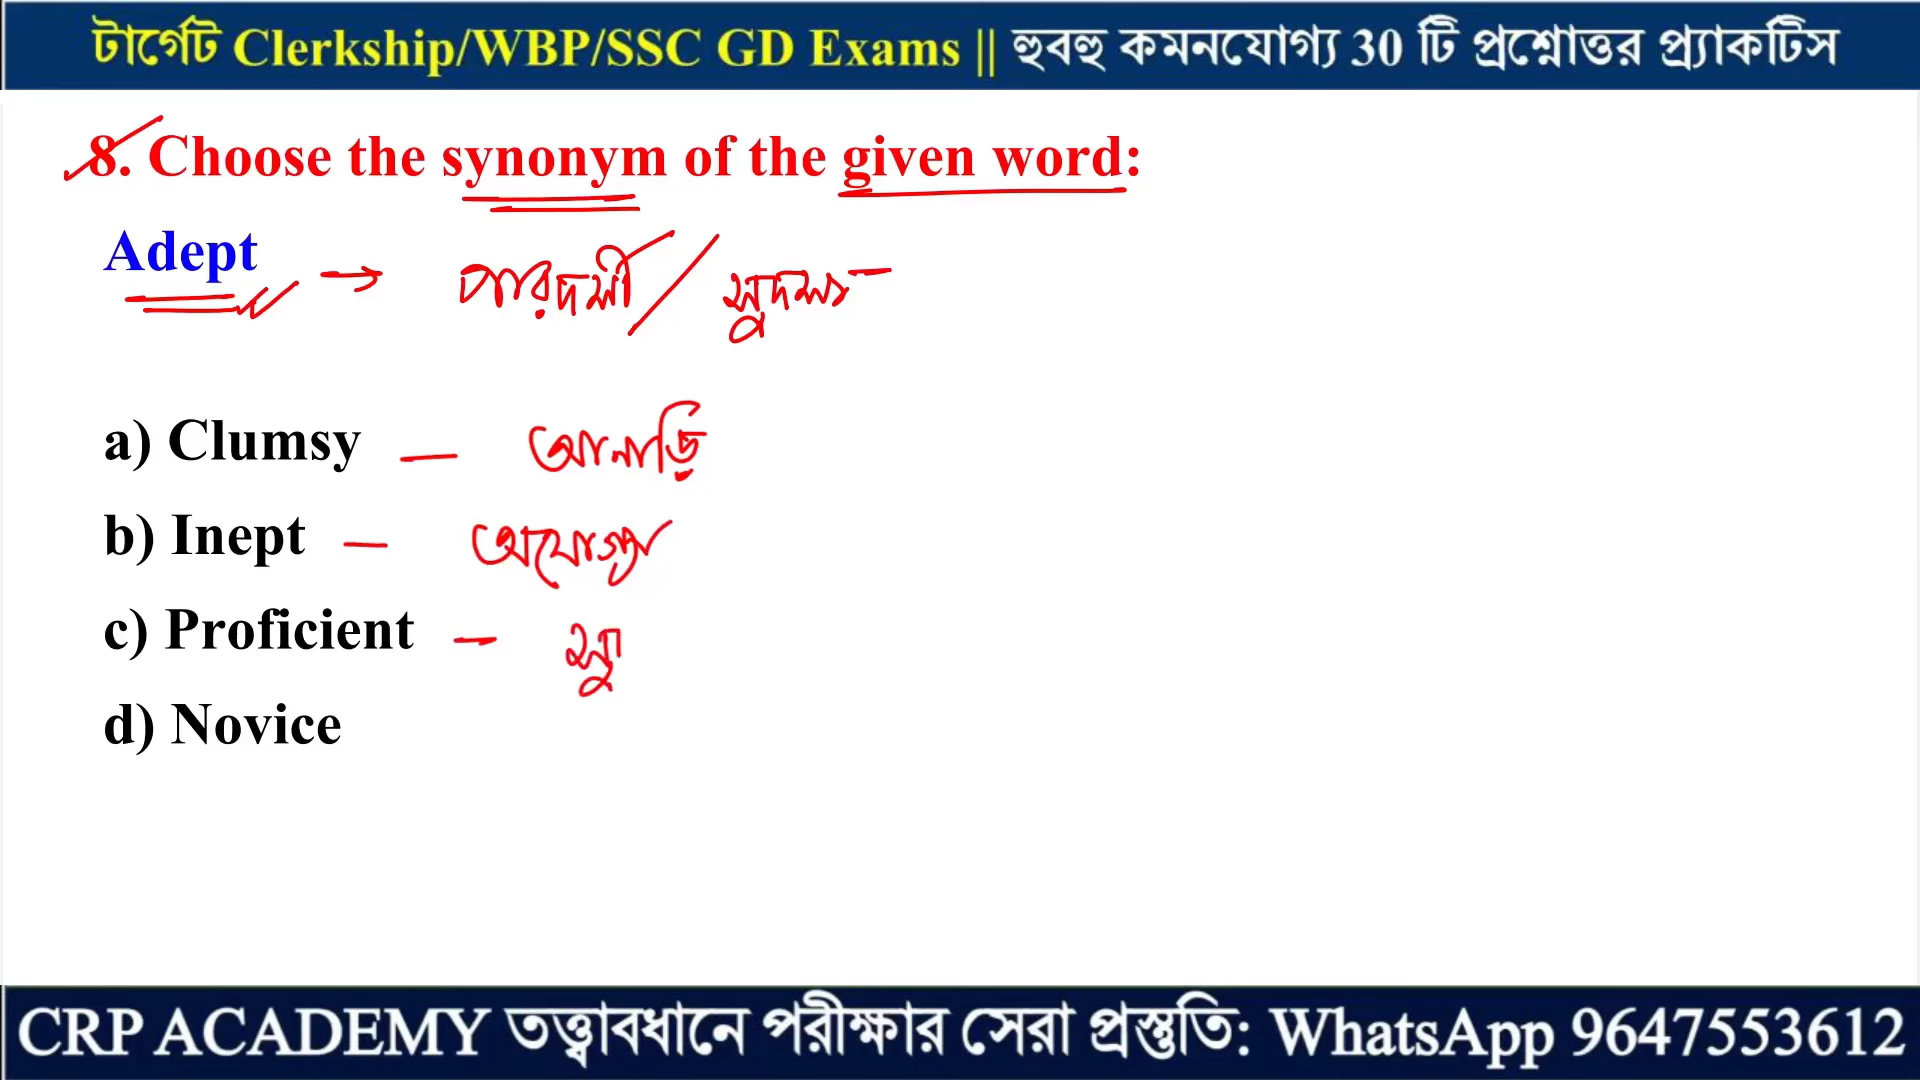 টার্গেট Clerkship/WBP/SSC GD Exams || হুবহু কমনযোগ্য 30 টি প্রশ্নোত্তর প্র্যাকটিস
8. Choose the synonym of the given word:
Adept → পারদর্শী / সুদক্ষ
a) Clumsy — আনাড়ি
b) Inept — অযোগ্য
c) Proficient — সু
d) Novice
CRP ACADEMY তত্ত্বাবধানে পরীক্ষার সেরা প্রস্তুতি: WhatsApp 9647553612